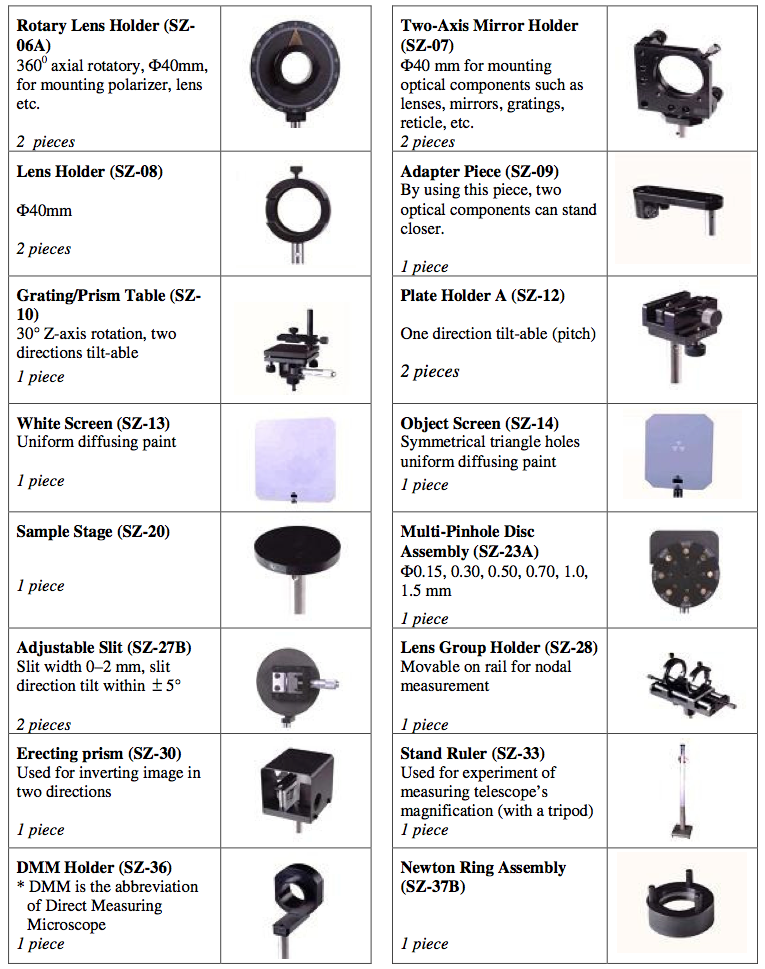 Rotary Lens Holder (SZ-
06A)
360⁰ axial rotatory, Φ40mm,
for mounting polarizer, lens
etc.
2 pieces
Two-Axis Mirror Holder
(SZ-07)
Φ40 mm for mounting
optical components such as
lenses, mirrors, gratings,
reticle, etc.
2 pieces
Lens Holder (SZ-08)
Φ40mm
2 pieces
Adapter Piece (SZ-09)
By using this piece, two
optical components can stand
closer.
1 piece
Grating/Prism Table (SZ-
10)
30° Z-axis rotation, two
directions tilt-able
1 piece
Plate Holder A (SZ-12)
One direction tilt-able (pitch)
2 pieces
White Screen (SZ-13)
Uniform diffusing paint
1 piece
Object Screen (SZ-14)
Symmetrical triangle holes
uniform diffusing paint
1 piece
Sample Stage (SZ-20)
1 piece
Multi-Pinhole Disc
Assembly (SZ-23A)
Φ0.15, 0.30, 0.50, 0.70, 1.0,
1.5 mm
1 piece
Adjustable Slit (SZ-27B)
Slit width 0–2 mm, slit
direction tilt within ±5°
2 pieces
Lens Group Holder (SZ-28)
Movable on rail for nodal
measurement
1 piece
Erecting prism (SZ-30)
Used for inverting image in
two directions
1 piece
Stand Ruler (SZ-33)
Used for experiment of
measuring telescope's
magnification (with a tripod)
1 piece
DMM Holder (SZ-36)
* DMM is the abbreviation
of Direct Measuring
Microscope
1 piece
Newton Ring Assembly
(SZ-37B)
1 piece